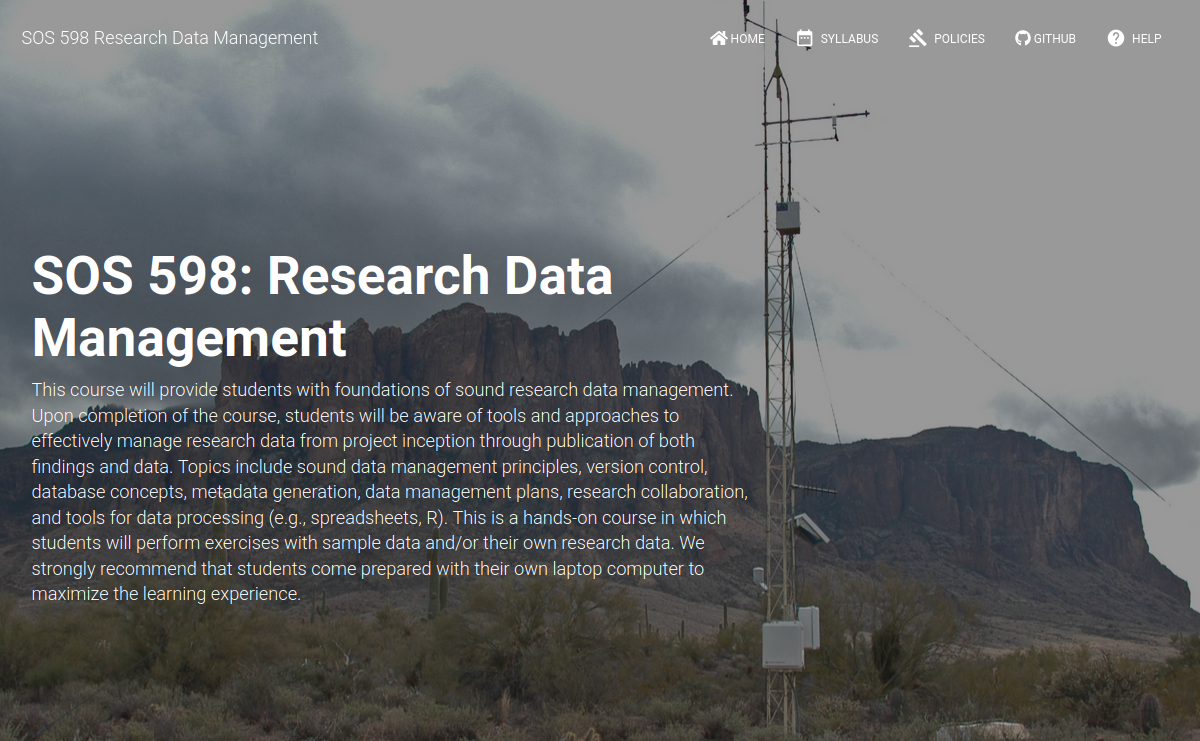 SOS 598 Research Data Management
HOME SYLLABUS POLICIES GITHUB HELP
SOS 598: Research Data
Management
This course will provide students with foundations of sound research data management.
Upon completion of the course, students will be aware of tools and approaches to
effectively manage research data from project inception through publication of both
findings and data. Topics include sound data management principles, version control,
database concepts, metadata generation, data management plans, research collaboration,
and tools for data processing (e.g., spreadsheets, R). This is a hands-on course in which
students will perform exercises with sample data and/or their own research data. We
strongly recommend that students come prepared with their own laptop computer to
maximize the learning experience.